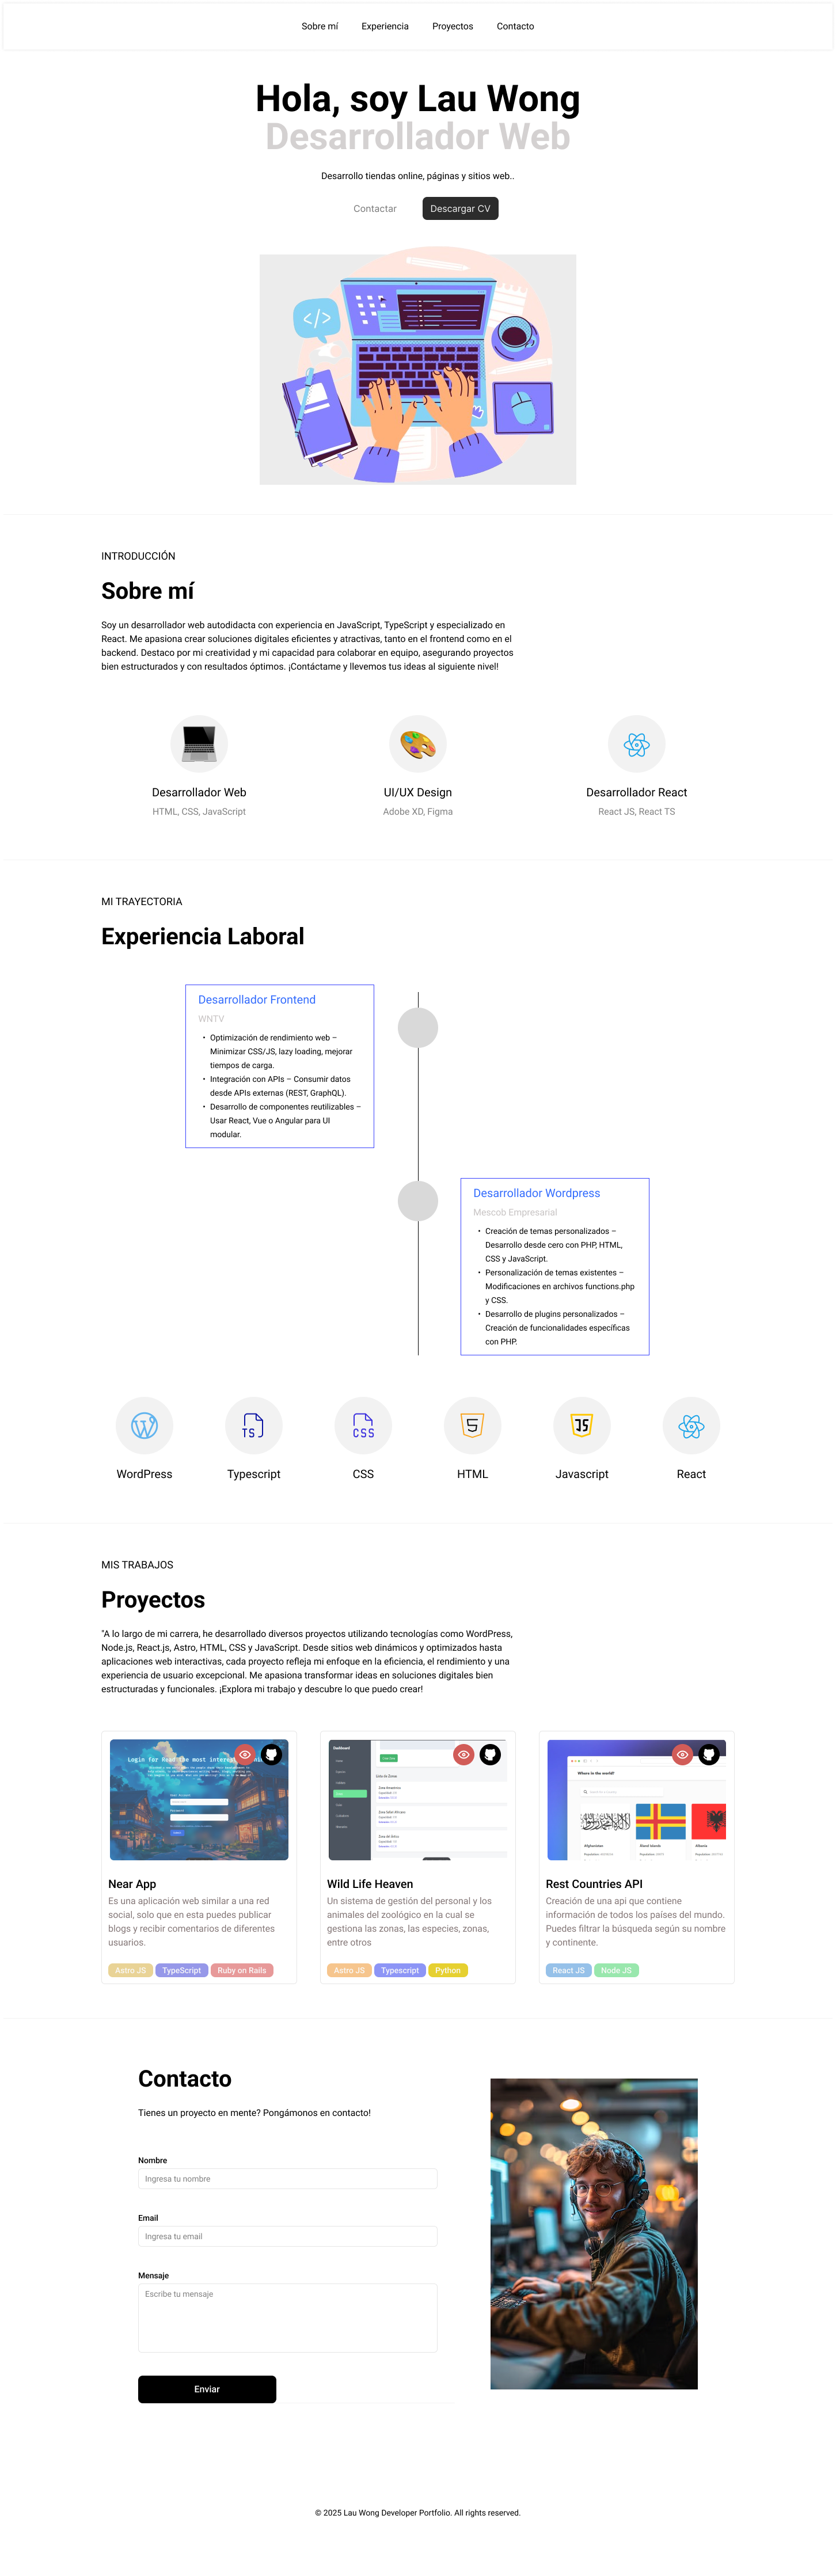 Sobre mí Experiencia Proyectos Contacto
Hola, soy Lau Wong
Desarrollador Web
Desarrollo tiendas online, páginas y sitios web..
Contactar Descargar CV
</>
INTRODUCCIÓN
Sobre mí
Soy un desarrollador web autodidacta con experiencia en JavaScript, TypeScript y especializado en
React. Me apasiona crear soluciones digitales eficientes y atractivas, tanto en el frontend como en el
backend. Destaco por mi creatividad y mi capacidad para colaborar en equipo, asegurando proyectos
bien estructurados y con resultados óptimos. ¡Contáctame y llevemos tus ideas al siguiente nivel!
Desarrollador Web
HTML, CSS, JavaScript
UI/UX Design
Adobe XD, Figma
Desarrollador React
React JS, React TS
MI TRAYECTORIA
Experiencia Laboral
Desarrollador Frontend
WNTV
• Optimización de rendimiento web –
Minimizar CSS/JS, lazy loading, mejorar
tiempos de carga.
• Integración con APIs – Consumir datos
desde APIs externas (REST, GraphQL).
• Desarrollo de componentes reutilizables –
Usar React, Vue o Angular para UI
modular.
Desarrollador Wordpress
Mescob Empresarial
• Creación de temas personalizados –
Desarrollo desde cero con PHP, HTML,
CSS y JavaScript.
• Personalización de temas existentes –
Modificaciones en archivos functions.php
y CSS.
• Desarrollo de plugins personalizados –
Creación de funcionalidades específicas
con PHP.
TS CSS 5 JS
WordPress Typescript CSS HTML Javascript React
MIS TRABAJOS
Proyectos
"A lo largo de mi carrera, he desarrollado diversos proyectos utilizando tecnologías como WordPress,
Node.js, React.js, Astro, HTML, CSS y JavaScript. Desde sitios web dinámicos y optimizados hasta
aplicaciones web interactivas, cada proyecto refleja mi enfoque en la eficiencia, el rendimiento y una
experiencia de usuario excepcional. Me apasiona transformar ideas en soluciones digitales bien
estructuradas y funcionales. ¡Explora mi trabajo y descubre lo que puedo crear!
Near App
Es una aplicación web similar a una red
social, solo que en esta puedes publicar
blogs y recibir comentarios de diferentes
usuarios.
Astro JS TypeScript Ruby on Rails
Dashboard
Wild Life Heaven
Un sistema de gestión del personal y los
animales del zoológico en la cual se
gestiona las zonas, las especies, zonas,
entre otros
Astro JS Typescript Python
Where in the world?
Afghanistan Åland Islands Albania
Rest Countries API
Creación de una api que contiene
información de todos los países del mundo.
Puedes filtrar la búsqueda según su nombre
y continente.
React JS Node JS
Contacto
Tienes un proyecto en mente? Pongámonos en contacto!
Nombre
Ingresa tu nombre
Email
Ingresa tu email
Mensaje
Escribe tu mensaje
Enviar
© 2025 Lau Wong Developer Portfolio. All rights reserved.